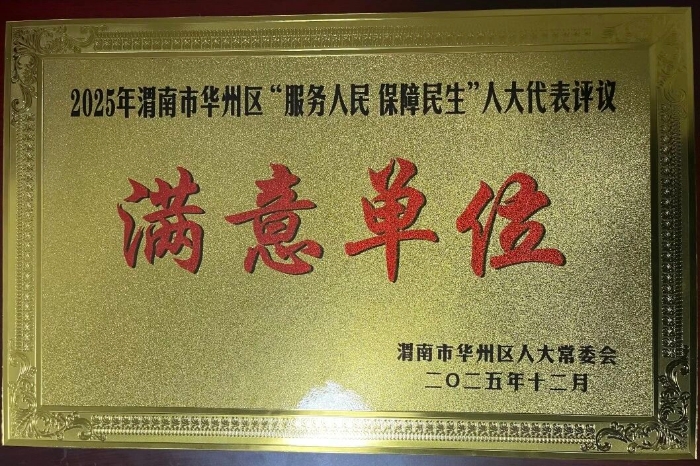 2025年渭南市华州区“服务人民 保障民生”人大代表评议
满意单位
渭南市华州区人大常委会
二〇二五年十二月